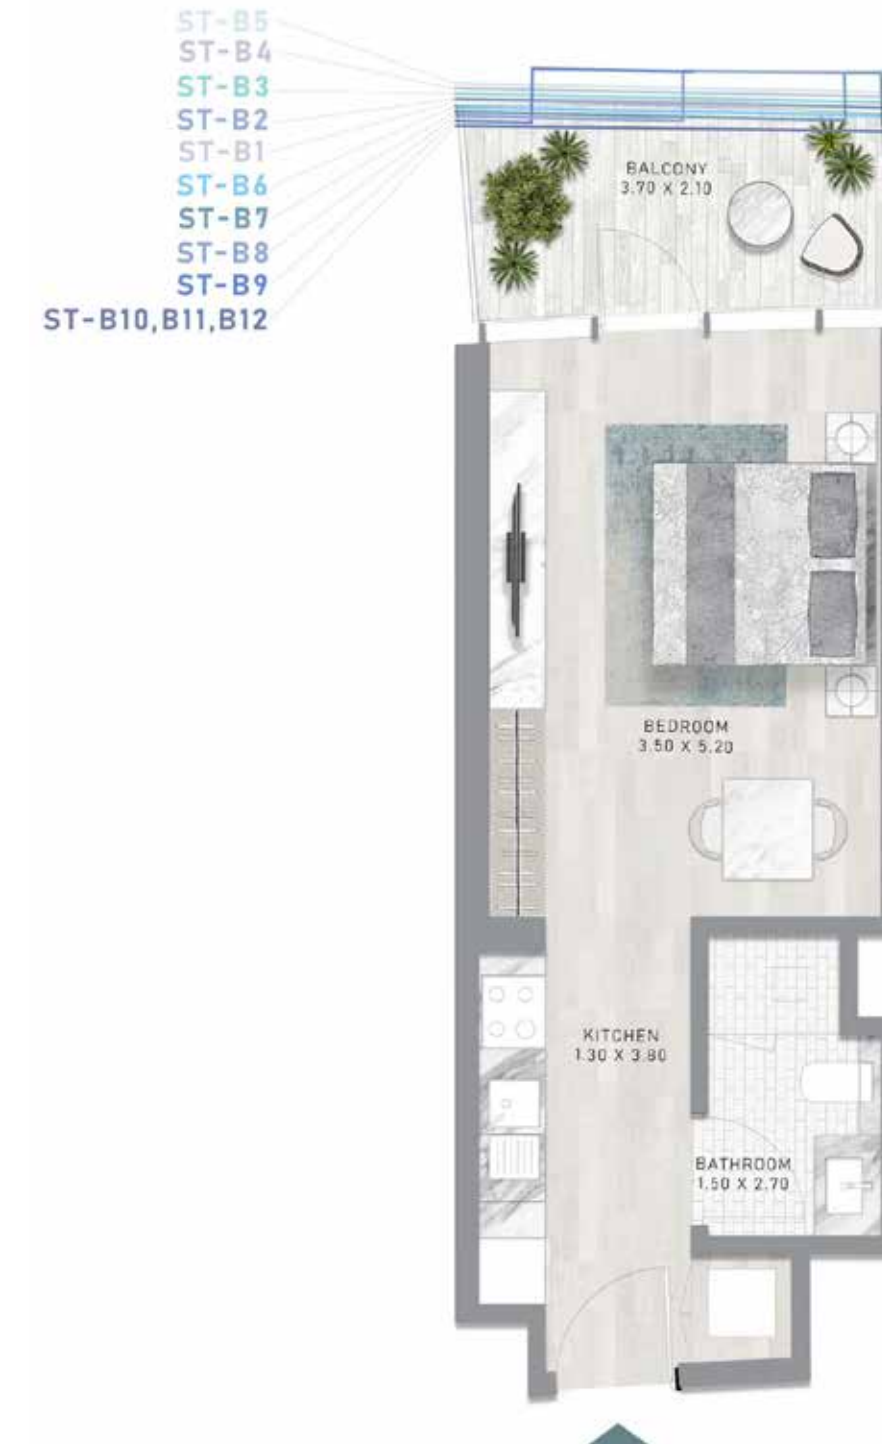 ST-B5
ST-B4
ST-B3
ST-B2
ST-B1
ST-B6
ST-B7
ST-B8
ST-B9
ST-B10,B11,B12
BALCONY
3.70 X 2.10
BEDROOM
3.50 X 5.20
KITCHEN
1.30 X 3.80
BATHROOM
1.50 X 2.70